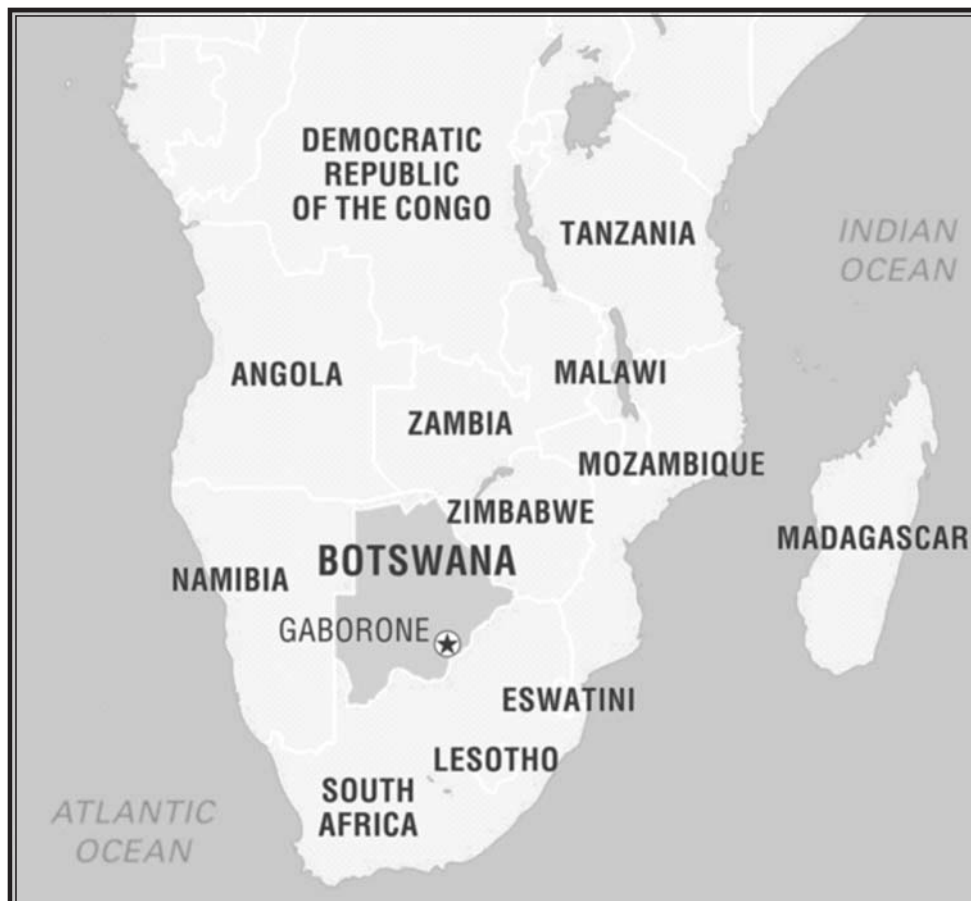 DEMOCRATIC
REPUBLIC
OF THE CONGO
TANZANIA
INDIAN
OCEAN
ANGOLA
MALAWI
ZAMBIA
MOZAMBIQUE
ZIMBABWE
MADAGASCAR
BOTSWANA
NAMIBIA
GABORONE
ESWATINI
LESOTHO
SOUTH
AFRICA
ATLANTIC
OCEAN